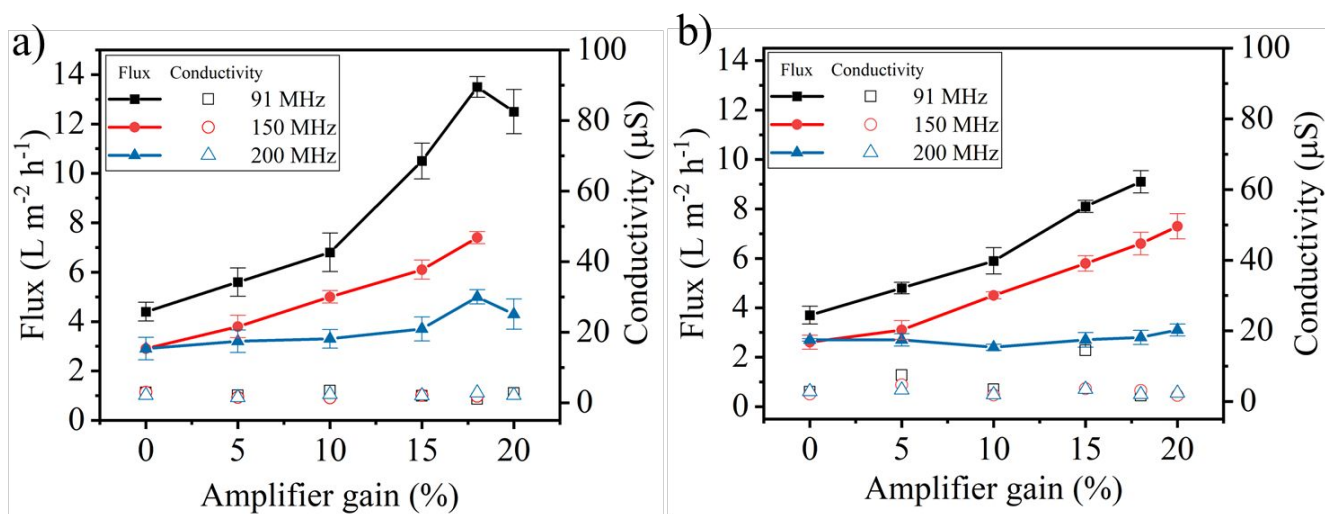 a)
Flux Conductivity
91 MHz
150 MHz
200 MHz
Flux (L m⁻² h⁻¹)
14
12
10
8
6
4
2
0
100
80
60
40
20
0
Conductivity (µS)
0 5 10 15 20
Amplifier gain (%)
b)
Flux Conductivity
91 MHz
150 MHz
200 MHz
Flux (L m⁻² h⁻¹)
14
12
10
8
6
4
2
0
100
80
60
40
20
0
Conductivity (µS)
0 5 10 15 20
Amplifier gain (%)